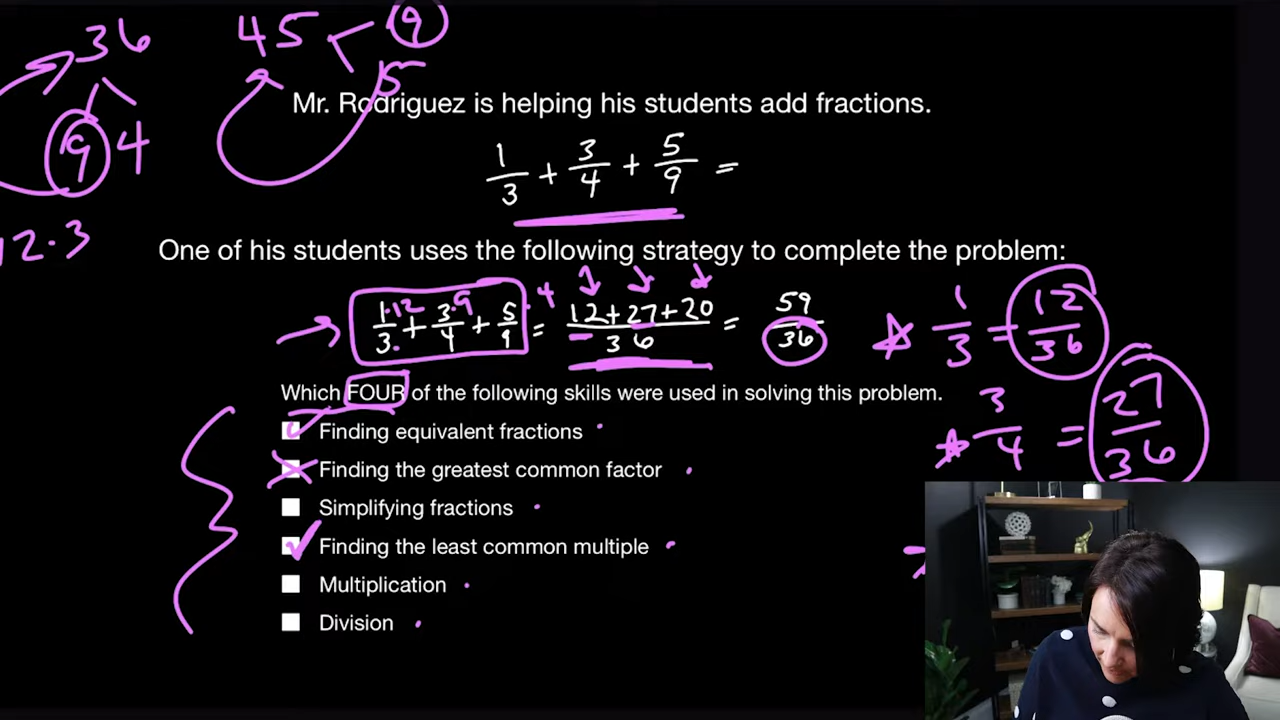 36
9 4
45
9
5
12·3
Mr. Rodriguez is helping his students add fractions.
1/3 + 3/4 + 5/9 =
One of his students uses the following strategy to complete the problem:
1·12/3· + 3·9/4 + 5·4/9 = 12+27+20/36 = 59/36
1/3 = 12/36
3/4 = 27/36
Which FOUR of the following skills were used in solving this problem.
Finding equivalent fractions
Finding the greatest common factor
Simplifying fractions
Finding the least common multiple
Multiplication
Division